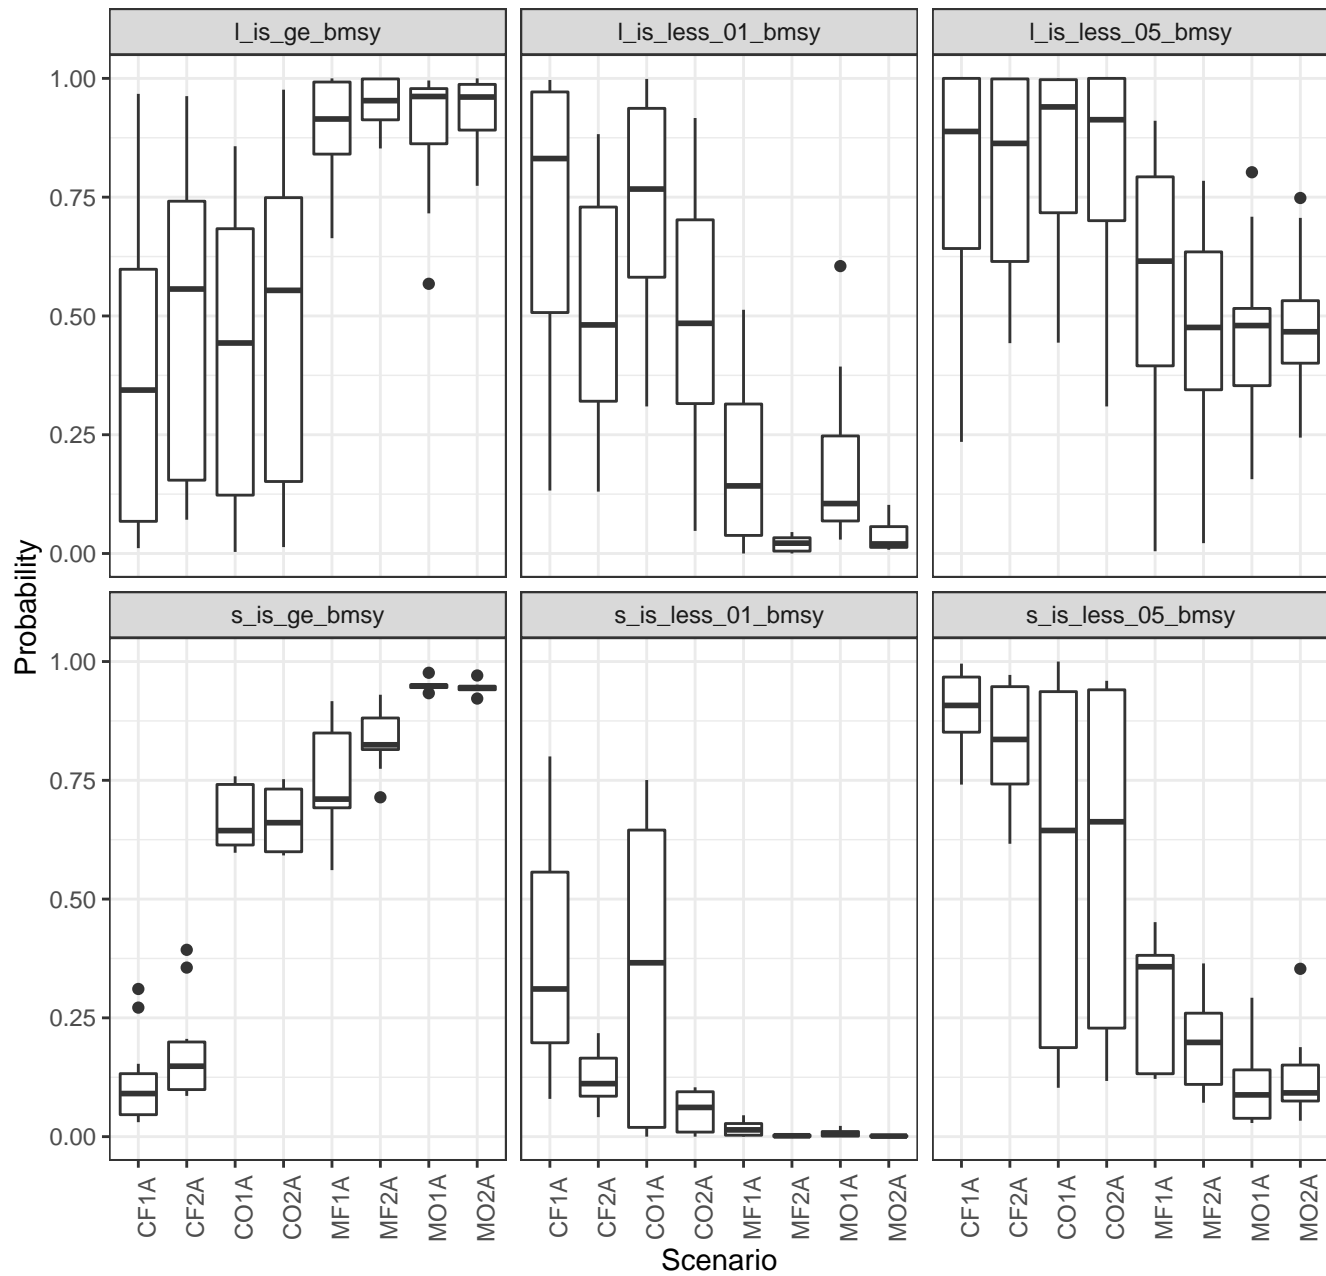 l_is_ge_bmsy
l_is_less_01_bmsy
l_is_less_05_bmsy
1.00
0.75
0.50
0.25
0.00
Probability
s_is_ge_bmsy
s_is_less_01_bmsy
s_is_less_05_bmsy
1.00
0.75
0.50
0.25
0.00
CF1A CF2A CO1A CO2A MF1A MF2A MO1A MO2A
CF1A CF2A CO1A CO2A MF1A MF2A MO1A MO2A
CF1A CF2A CO1A CO2A MF1A MF2A MO1A MO2A
Scenario